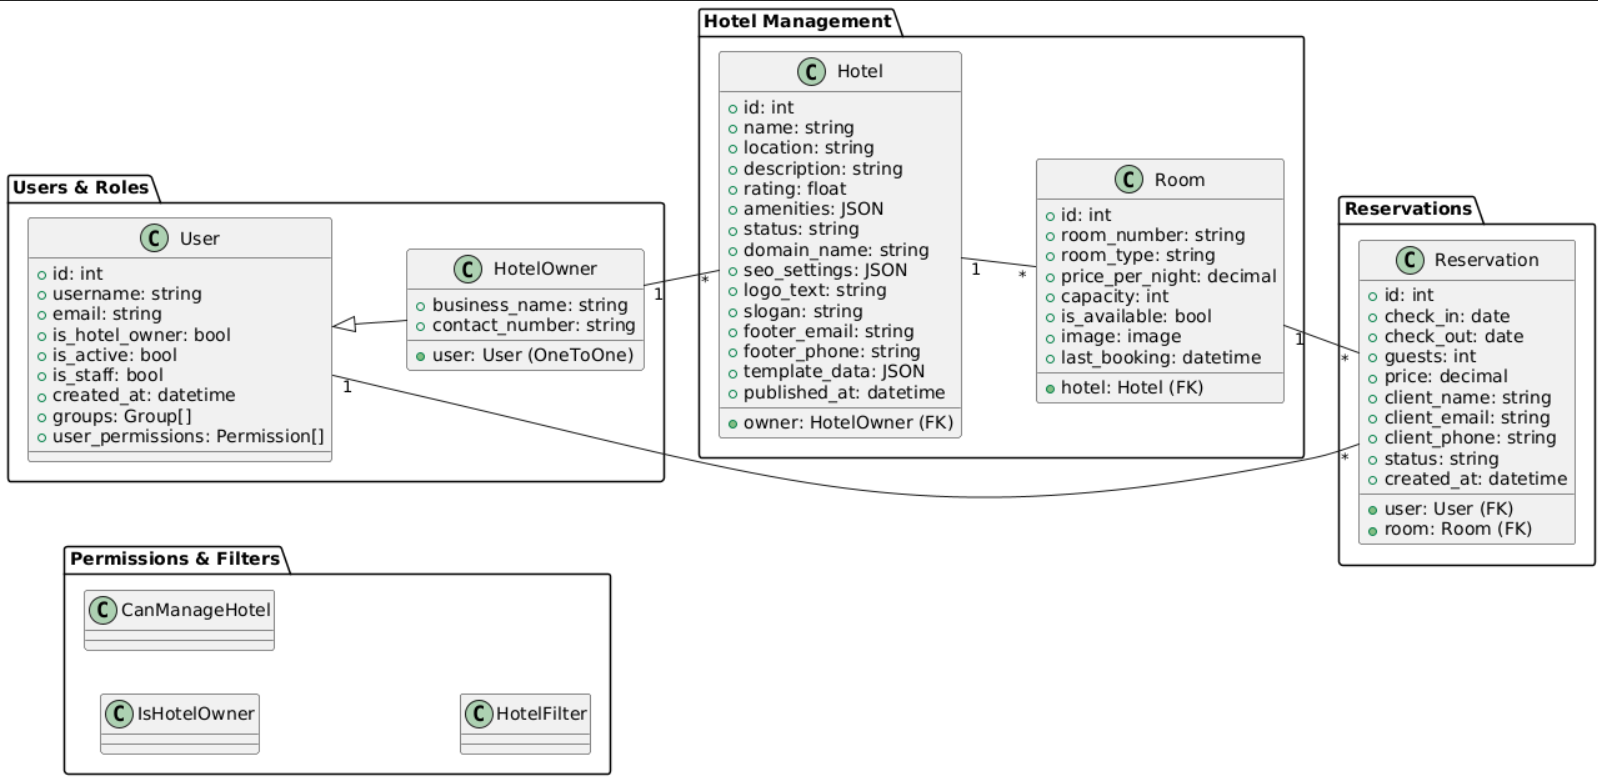 Users & Roles
C User
id: int
username: string
email: string
is_hotel_owner: bool
is_active: bool
is_staff: bool
created_at: datetime
groups: Group[]
user_permissions: Permission[]
C HotelOwner
business_name: string
contact_number: string
user: User (OneToOne)
1
*
1
Hotel Management
C Hotel
id: int
name: string
location: string
description: string
rating: float
amenities: JSON
status: string
domain_name: string
seo_settings: JSON
logo_text: string
slogan: string
footer_email: string
footer_phone: string
template_data: JSON
published_at: datetime
owner: HotelOwner (FK)
1
*
C Room
id: int
room_number: string
room_type: string
price_per_night: decimal
capacity: int
is_available: bool
image: image
last_booking: datetime
hotel: Hotel (FK)
1
*
*
Reservations
C Reservation
id: int
check_in: date
check_out: date
guests: int
price: decimal
client_name: string
client_email: string
client_phone: string
status: string
created_at: datetime
user: User (FK)
room: Room (FK)
Permissions & Filters
C CanManageHotel
C IsHotelOwner
C HotelFilter